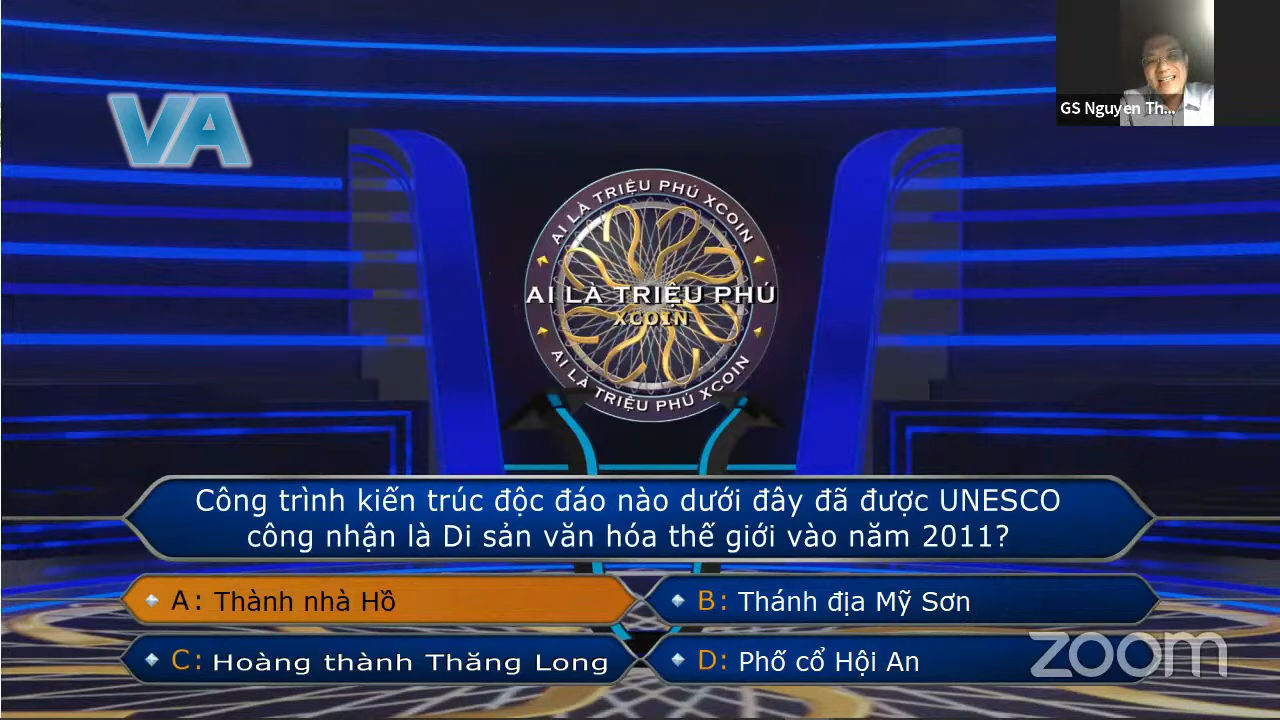 VA
GS Nguyen Th...
AI LÀ TRIỆU PHÚ XCOIN
AI LÀ TRIỆU PHÚ
XCOIN
AI LÀ TRIỆU PHÚ XCOIN
Công trình kiến trúc độc đáo nào dưới đây đã được UNESCO
công nhận là Di sản văn hóa thế giới vào năm 2011?
A: Thành nhà Hồ
B: Thánh địa Mỹ Sơn
C: Hoàng thành Thăng Long
D: Phố cổ Hội An
zoom